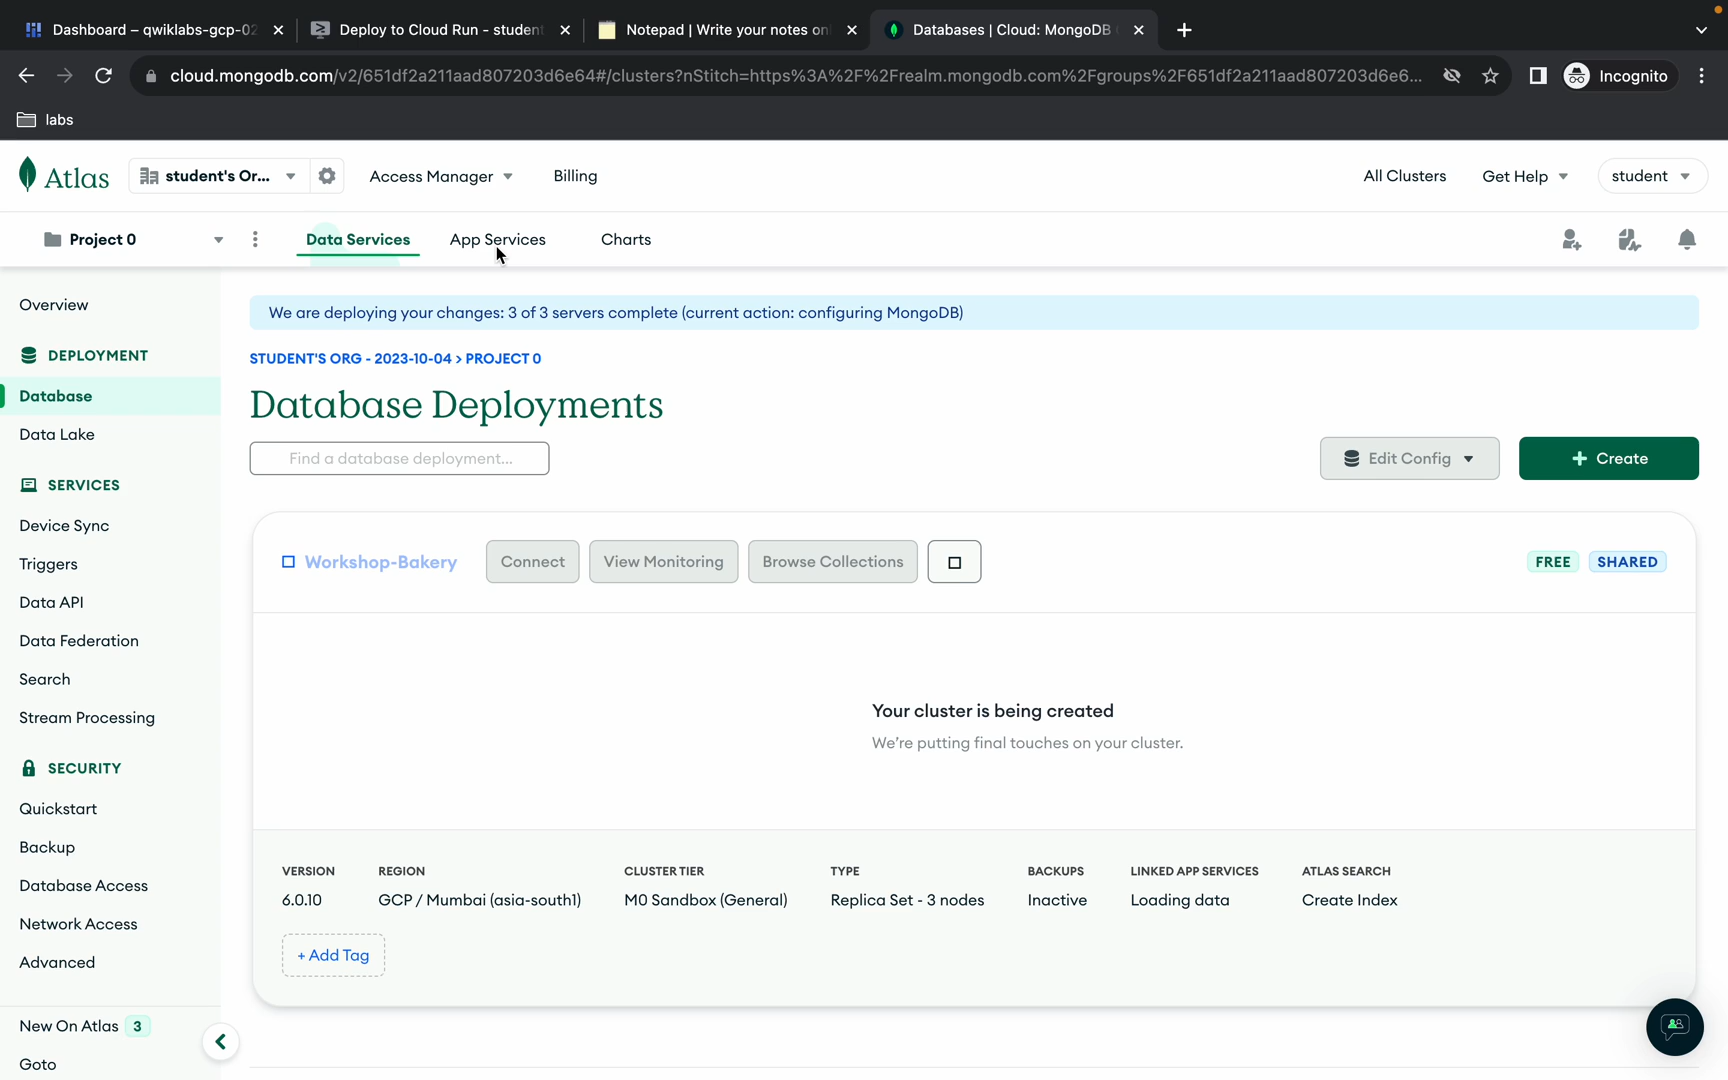 Dashboard – qwiklabs-gcp-02
Deploy to Cloud Run - student
Notepad | Write your notes on
Databases | Cloud: MongoDB
cloud.mongodb.com/v2/651df2a211aad807203d6e64#/clusters?nStitch=https%3A%2F%2Frealm.mongodb.com%2Fgroups%2F651df2a211aad807203d6e6...
Incognito
labs
Atlas
student's Or...
Access Manager
Billing
All Clusters
Get Help
student
Project 0
Data Services
App Services
Charts
Overview
DEPLOYMENT
Database
Data Lake
SERVICES
Device Sync
Triggers
Data API
Data Federation
Search
Stream Processing
SECURITY
Quickstart
Backup
Database Access
Network Access
Advanced
New On Atlas 3
Goto
We are deploying your changes: 3 of 3 servers complete (current action: configuring MongoDB)
STUDENT'S ORG - 2023-10-04 > PROJECT 0
Database Deployments
Find a database deployment...
Edit Config
+ Create
Workshop-Bakery
Connect
View Monitoring
Browse Collections
FREE
SHARED
Your cluster is being created
We're putting final touches on your cluster.
VERSION
6.0.10
REGION
GCP / Mumbai (asia-south1)
CLUSTER TIER
M0 Sandbox (General)
TYPE
Replica Set - 3 nodes
BACKUPS
Inactive
LINKED APP SERVICES
Loading data
ATLAS SEARCH
Create Index
+ Add Tag